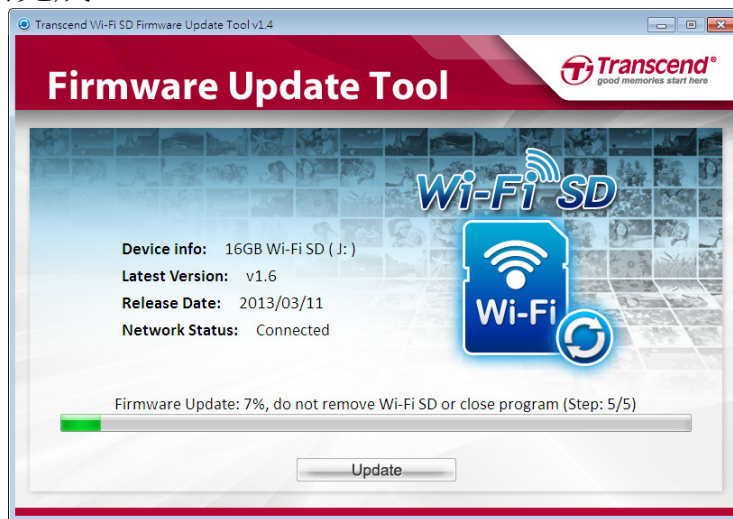 Transcend Wi-Fi SD Firmware Update Tool v1.4
Firmware Update Tool
Transcend®
good memories start here
Wi-Fi SD
Device info: 16GB Wi-Fi SD ( J: )
Latest Version: v1.6
Release Date: 2013/03/11
Network Status: Connected
Wi-Fi
Firmware Update: 7%, do not remove Wi-Fi SD or close program (Step: 5/5)
Update